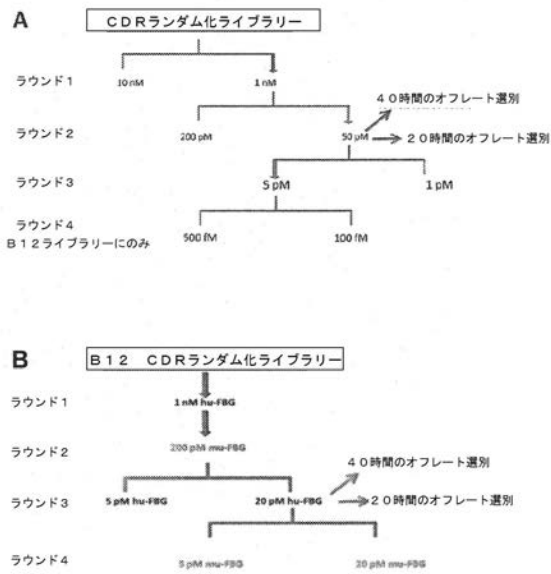 A
CDRランダム化ライブラリー
ラウンド1
10 nM
1 nM
40時間のオフレート選別
ラウンド2
200 pM
50 pM
20時間のオフレート選別
ラウンド3
5 pM
1 pM
ラウンド4
B12ライブラリーにのみ
500 fM
100 fM
B
B12 CDRランダム化ライブラリー
ラウンド1
1 nM hu-FBG
ラウンド2
200 pM mu-FBG
40時間のオフレート選別
ラウンド3
5 pM hu-FBG
20 pM hu-FBG
20時間のオフレート選別
ラウンド4
5 pM mu-FBG
20 pM mu-FBG